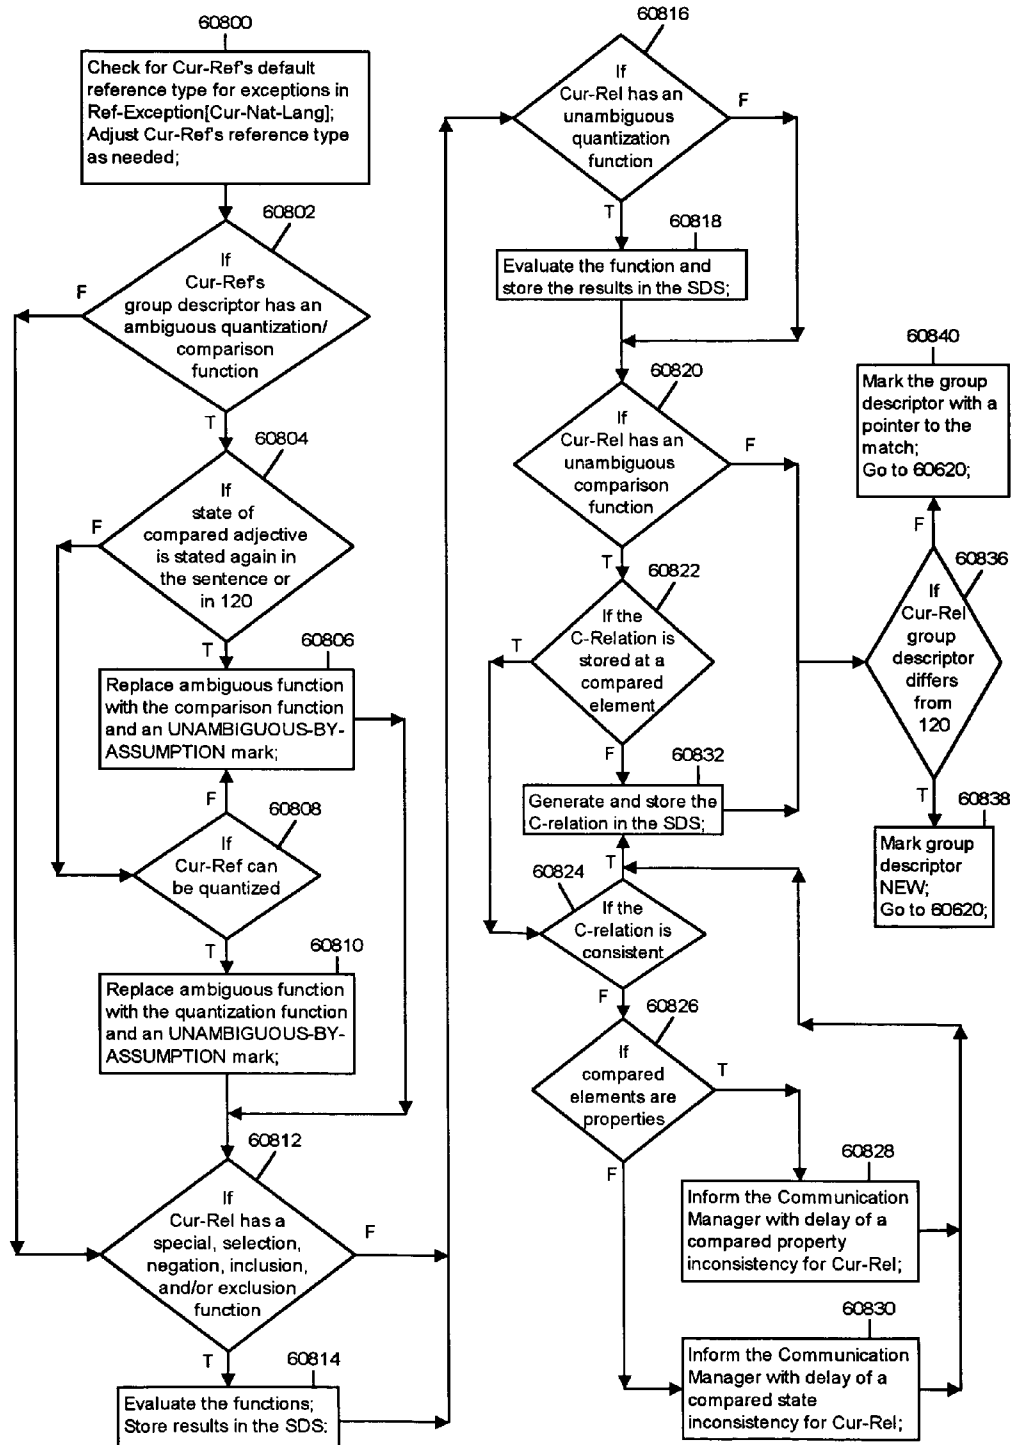 60800
Check for Cur-Ref's default
reference type for exceptions in
Ref-Exception[Cur-Nat-Lang];
Adjust Cur-Ref's reference type
as needed;
60802
If
Cur-Ref's
group descriptor has an
ambiguous quantization/
comparison
function
F
T
60804
If
state of
compared adjective
is stated again in
the sentence or
in 120
F
T
60806
Replace ambiguous function
with the comparison function
and an UNAMBIGUOUS-BY-
ASSUMPTION mark;
F
60808
If
Cur-Ref can
be quantized
T
60810
Replace ambiguous function
with the quantization function
and an UNAMBIGUOUS-BY-
ASSUMPTION mark;
60812
If
Cur-Rel has a
special, selection,
negation, inclusion,
and/or exclusion
function
F
T
60814
Evaluate the functions;
Store results in the SDS;
60816
If
Cur-Rel has an
unambiguous
quantization
function
F
T
60818
Evaluate the function and
store the results in the SDS;
60820
If
Cur-Rel has an
unambiguous
comparison
function
F
T
60822
If the
C-Relation is
stored at a
compared
element
T
F
60832
Generate and store the
C-relation in the SDS;
T
60824
If the
C-relation is
consistent
F
60826
If
compared
elements are
properties
T
F
60828
Inform the Communication
Manager with delay of a
compared property
inconsistency for Cur-Rel;
60830
Inform the Communication
Manager with delay of a
compared state
inconsistency for Cur-Rel;
60840
Mark the group
descriptor with a
pointer to the
match;
Go to 60620;
F
60836
If
Cur-Rel
group
descriptor
differs
from
120
T
60838
Mark group
descriptor
NEW;
Go to 60620;